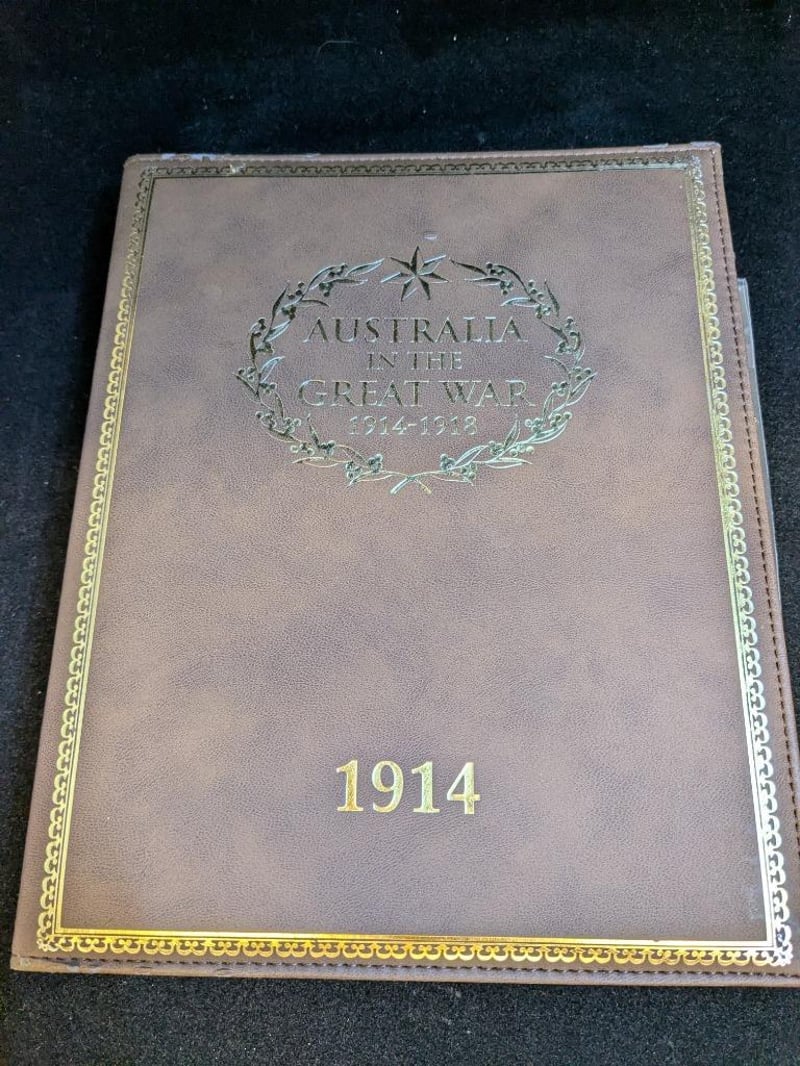 AUSTRALIA
IN THE
GREAT WAR
1914-1918
1914